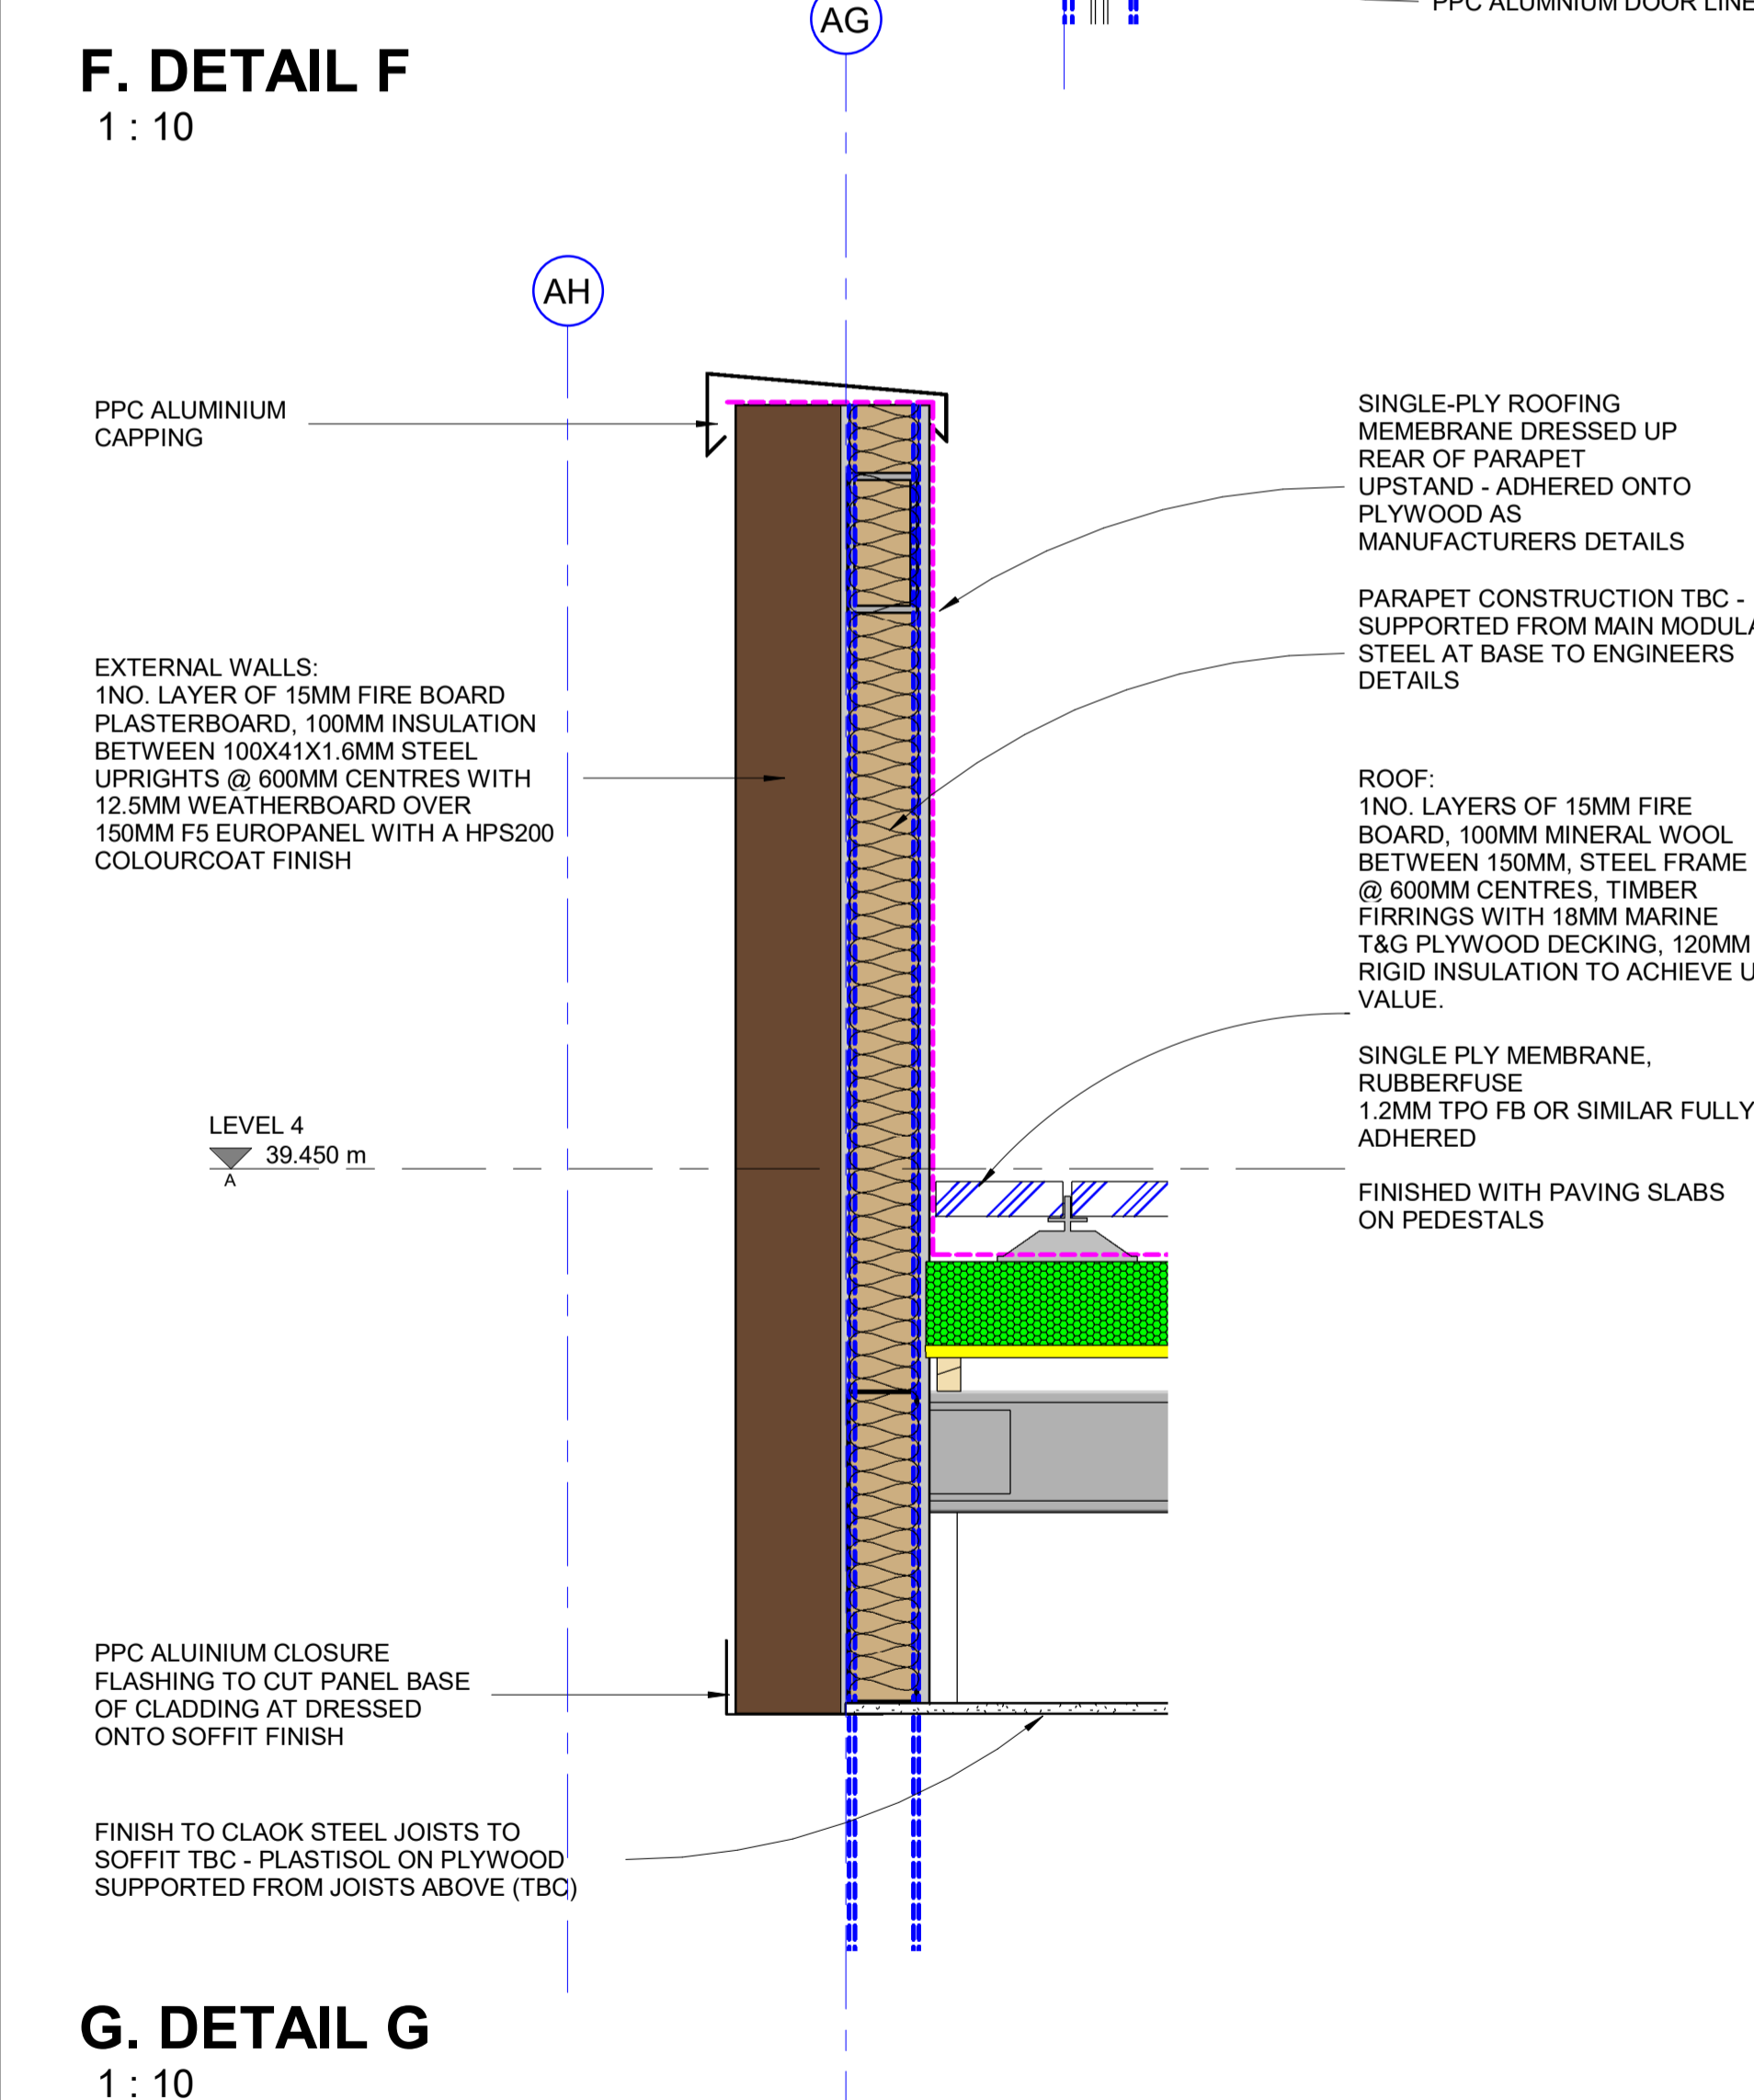 PPC ALUMNIUM DOOR LINE
AG
F. DETAIL F
1 : 10
AH
PPC ALUMINIUM
CAPPING
EXTERNAL WALLS:
1NO. LAYER OF 15MM FIRE BOARD
PLASTERBOARD, 100MM INSULATION
BETWEEN 100X41X1.6MM STEEL
UPRIGHTS @ 600MM CENTRES WITH
12.5MM WEATHERBOARD OVER
150MM F5 EUROPANEL WITH A HPS200
COLOURCOAT FINISH
LEVEL 4
39.450 m
A
PPC ALUINIUM CLOSURE
FLASHING TO CUT PANEL BASE
OF CLADDING AT DRESSED
ONTO SOFFIT FINISH
FINISH TO CLAOK STEEL JOISTS TO
SOFFIT TBC - PLASTISOL ON PLYWOOD
SUPPORTED FROM JOISTS ABOVE (TBC)
SINGLE-PLY ROOFING
MEMEBRANE DRESSED UP
REAR OF PARAPET
UPSTAND - ADHERED ONTO
PLYWOOD AS
MANUFACTURERS DETAILS
PARAPET CONSTRUCTION TBC -
SUPPORTED FROM MAIN MODULA
STEEL AT BASE TO ENGINEERS
DETAILS
ROOF:
1NO. LAYERS OF 15MM FIRE
BOARD, 100MM MINERAL WOOL
BETWEEN 150MM, STEEL FRAME
@ 600MM CENTRES, TIMBER
FIRRINGS WITH 18MM MARINE
T&G PLYWOOD DECKING, 120MM
RIGID INSULATION TO ACHIEVE U
VALUE.
SINGLE PLY MEMBRANE,
RUBBERFUSE
1.2MM TPO FB OR SIMILAR FULLY
ADHERED
FINISHED WITH PAVING SLABS
ON PEDESTALS
G. DETAIL G
1 : 10